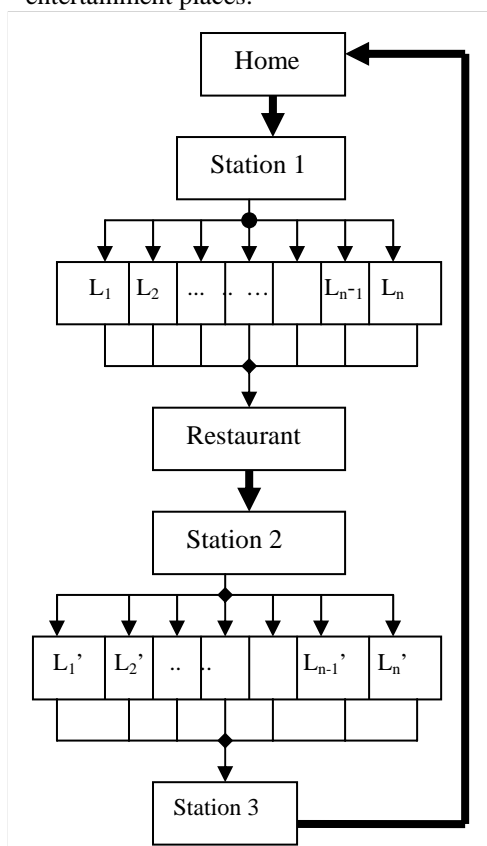 entertainment places.
Home
Station 1
L₁ L₂ ... .. ... Lₙ-₁ Lₙ
Restaurant
Station 2
L₁’ L₂’ .. .. Lₙ₋₁’ Lₙ’
Station 3